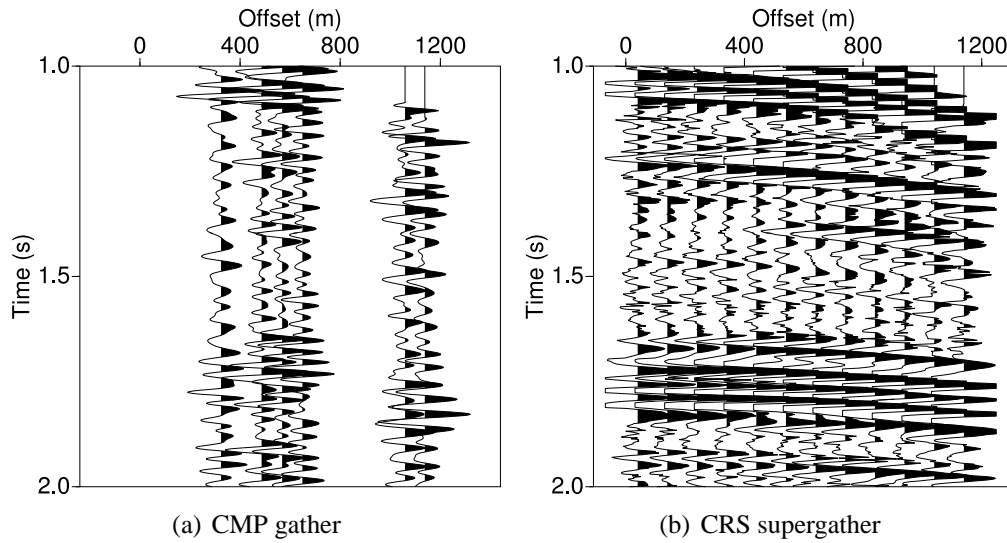 Offset (m)
0 400 800 1200
1.0
1.5
2.0
Time (s)
(a) CMP gather
Offset (m)
0 400 800 1200
1.0
1.5
2.0
Time (s)
(b) CRS supergather